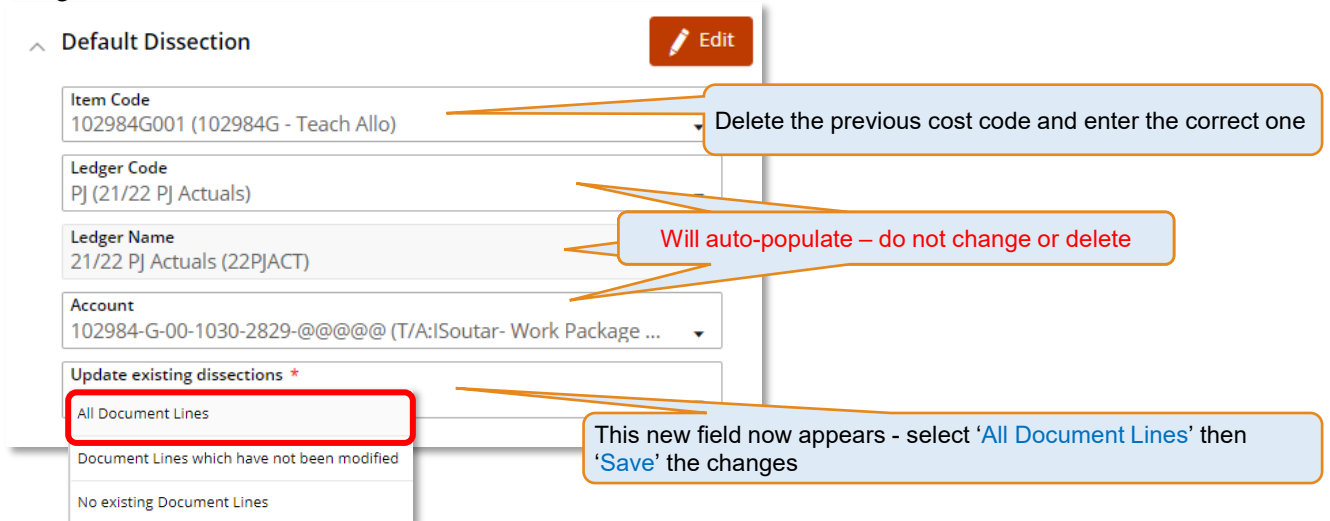 Default Dissection
Edit
Item Code
102984G001 (102984G - Teach Allo)
Delete the previous cost code and enter the correct one
Ledger Code
PJ (21/22 PJ Actuals)
Will auto-populate – do not change or delete
Ledger Name
21/22 PJ Actuals (22PJACT)
Account
102984-G-00-1030-2829-@@@@@ (T/A:ISoutar- Work Package ...
Update existing dissections *
All Document Lines
This new field now appears - select ‘All Document Lines’ then
‘Save’ the changes
Document Lines which have not been modified
No existing Document Lines